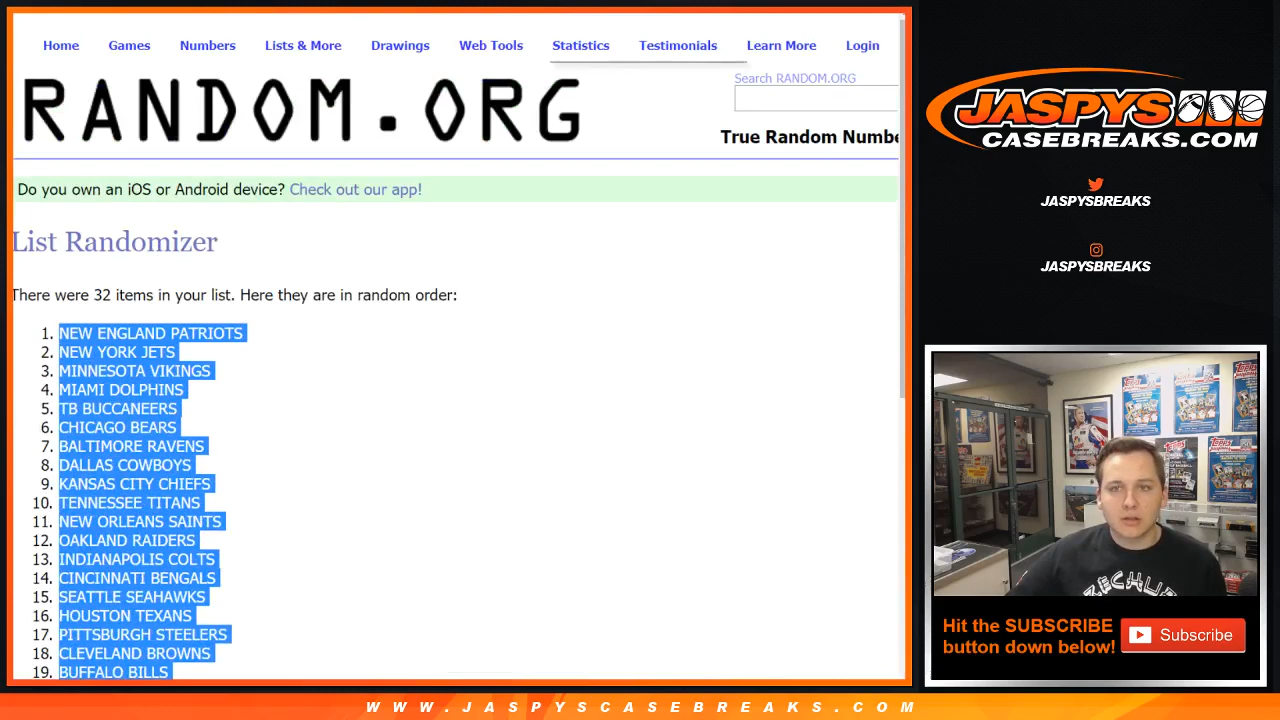 Home Games Numbers Lists & More Drawings Web Tools Statistics Testimonials Learn More Login
RANDOM.ORG
Search RANDOM.ORG
True Random Numbe
Do you own an iOS or Android device? Check out our app!
List Randomizer
There were 32 items in your list. Here they are in random order:
1. NEW ENGLAND PATRIOTS
2. NEW YORK JETS
3. MINNESOTA VIKINGS
4. MIAMI DOLPHINS
5. TB BUCCANEERS
6. CHICAGO BEARS
7. BALTIMORE RAVENS
8. DALLAS COWBOYS
9. KANSAS CITY CHIEFS
10. TENNESSEE TITANS
11. NEW ORLEANS SAINTS
12. OAKLAND RAIDERS
13. INDIANAPOLIS COLTS
14. CINCINNATI BENGALS
15. SEATTLE SEAHAWKS
16. HOUSTON TEXANS
17. PITTSBURGH STEELERS
18. CLEVELAND BROWNS
19. BUFFALO BILLS
JASPYS
CASEBREAKS.COM
JASPYSBREAKS
JASPYSBREAKS
Hit the SUBSCRIBE
button down below!
Subscribe
WWW.JASPYSCASEBREAKS.COM